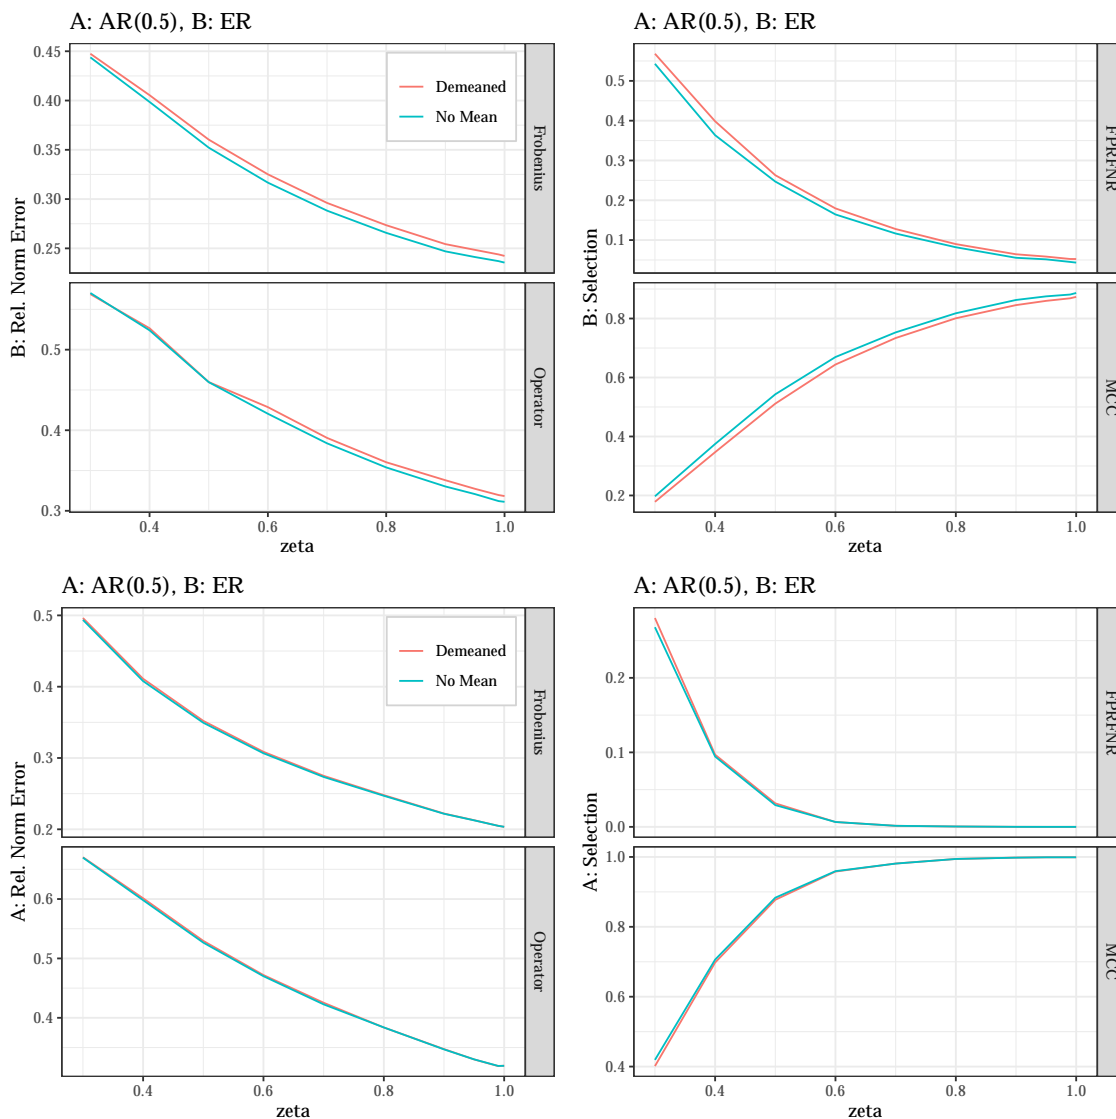 A: AR(0.5), B: ER
B: Rel. Norm Error
0.45
0.40
0.35
0.30
0.25
Demeaned
No Mean
Frobenius
0.5
0.4
0.3
Operator
0.4
0.6
0.8
1.0
zeta
A: AR(0.5), B: ER
B: Selection
0.5
0.4
0.3
0.2
0.1
FPRFNR
0.8
0.6
0.4
0.2
MCC
0.4
0.6
0.8
1.0
zeta
A: AR(0.5), B: ER
A: Rel. Norm Error
0.5
0.4
0.3
0.2
Demeaned
No Mean
Frobenius
0.6
0.5
0.4
Operator
0.4
0.6
0.8
1.0
zeta
A: AR(0.5), B: ER
A: Selection
0.2
0.1
0.0
FPRFNR
1.0
0.8
0.6
0.4
MCC
0.4
0.6
0.8
1.0
zeta